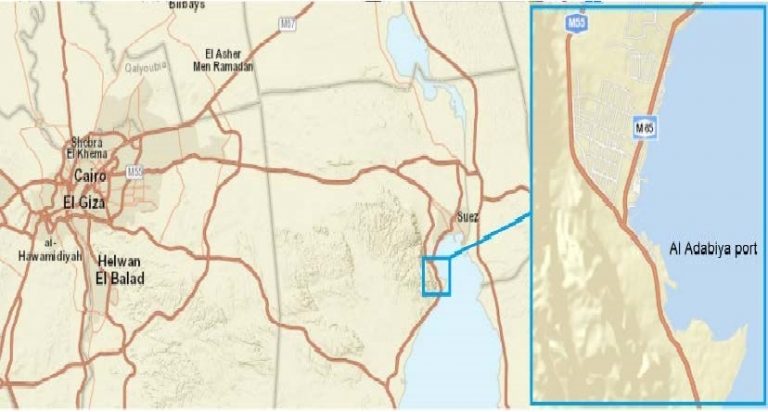 Bilbays
M67
El Asher
Men Ramadan
Qalyoubia
Shobra
El Khema
M55
Cairo
El Giza
Suez
al-
Hawamidiyah
Helwan
El Balad
M55
M65
Al Adabiya port